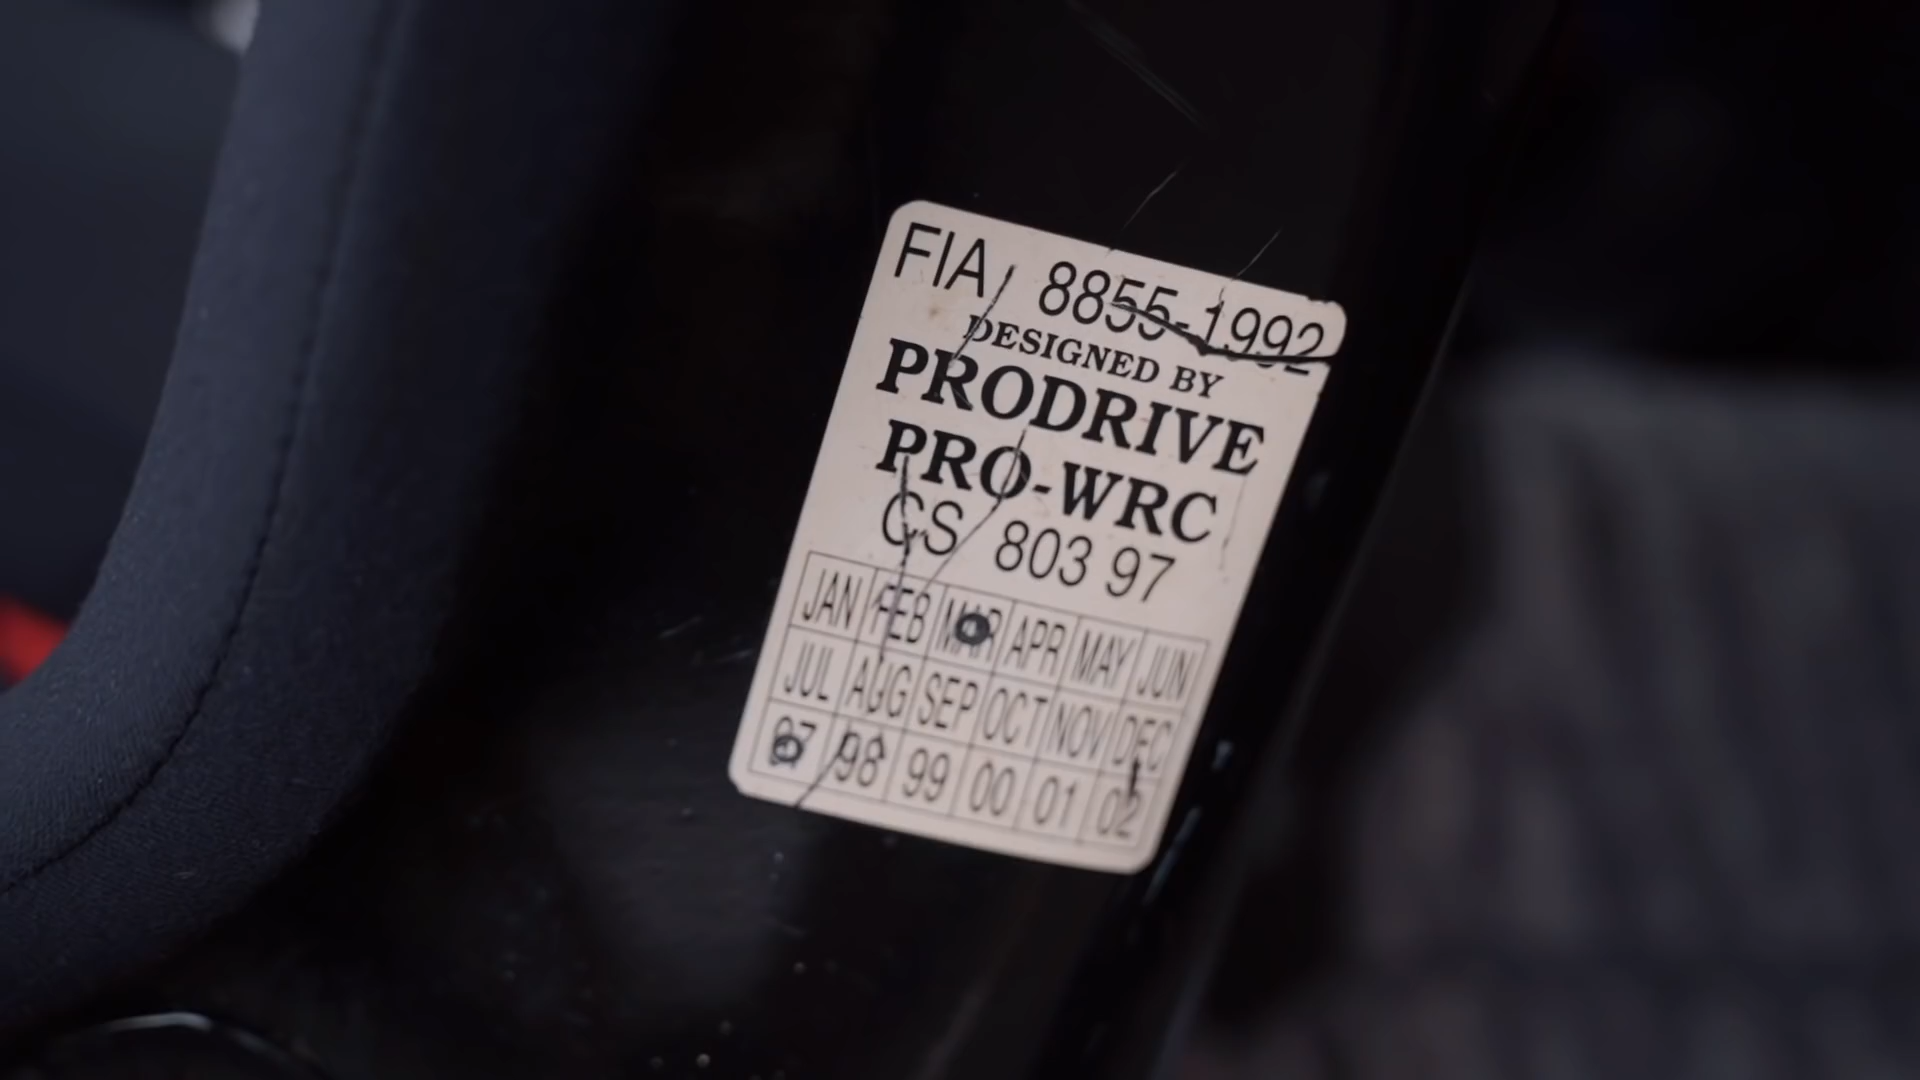 FIA 8855-1992
DESIGNED BY
PRODRIVE
PRO-WRC
CS 803 97
JAN FEB MAR APR MAY JUN
JUL AUG SEP OCT NOV DEC
97 98 99 00 01 02